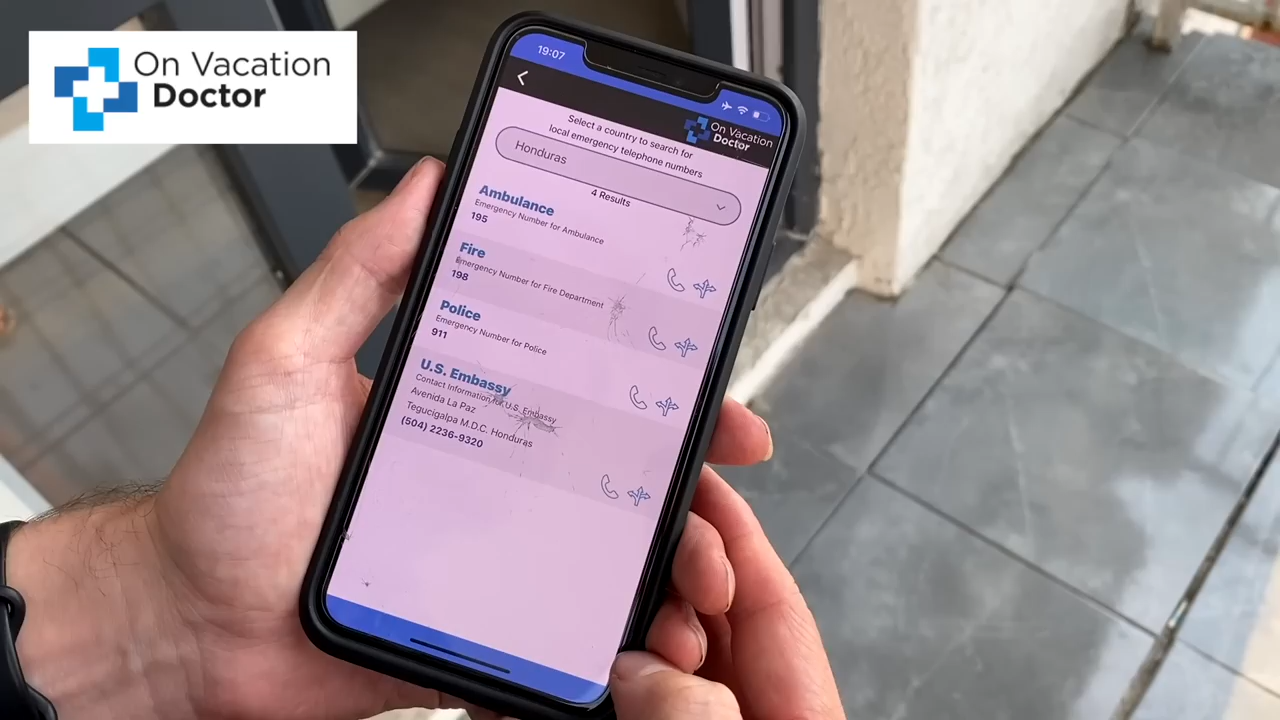 On Vacation
Doctor
19:07
On Vacation
Doctor
Select a country to search for
local emergency telephone numbers
Honduras
4 Results
Ambulance
Emergency Number for Ambulance
195
Fire
Emergency Number for Fire Department
198
Police
Emergency Number for Police
911
U.S. Embassy
Contact Information for U.S. Embassy
Avenida La Paz
Tegucigalpa M.D.C. Honduras
(504) 2236-9320